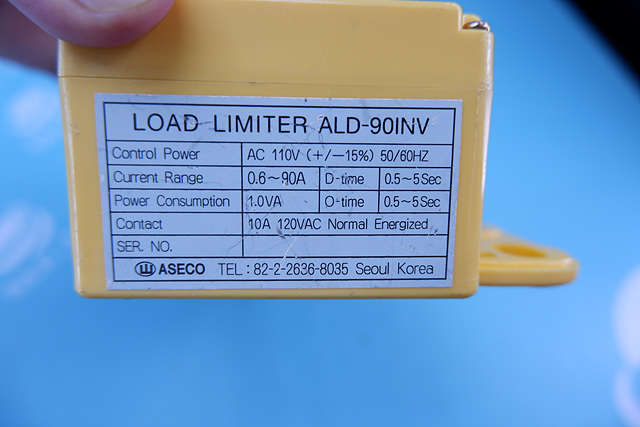 LOAD LIMITER ALD-90INV
Control Power AC 110V (+/-15%) 50/60HZ
Current Range 0.6~90A D-time 0.5~5Sec
Power Consumption 1.0VA O-time 0.5~5Sec
Contact 10A 120VAC Normal Energized
SER. NO.
ASECO TEL : 82-2-2636-8035 Seoul Korea